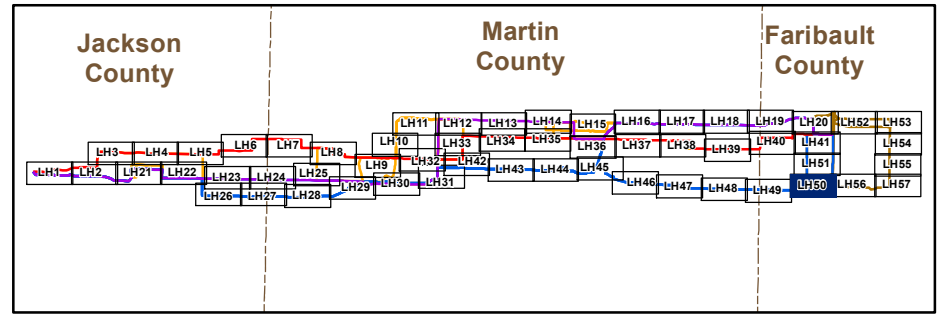 Jackson
County
Martin
County
Faribault
County
LH11 LH12 LH13 LH14 LH15 LH16 LH17 LH18 LH19 LH20 LH52 LH53
LH3 LH4 LH5 LH6 LH7 LH8 LH10 LH33 LH34 LH35 LH36 LH37 LH38 LH39 LH40 LH41 LH54
LH1 LH2 LH21 LH22 LH23 LH24 LH25 LH9 LH32 LH42 LH43 LH44 LH45 LH51 LH55
LH26 LH27 LH28 LH29 LH30 LH31 LH46 LH47 LH48 LH49 LH50 LH56 LH57